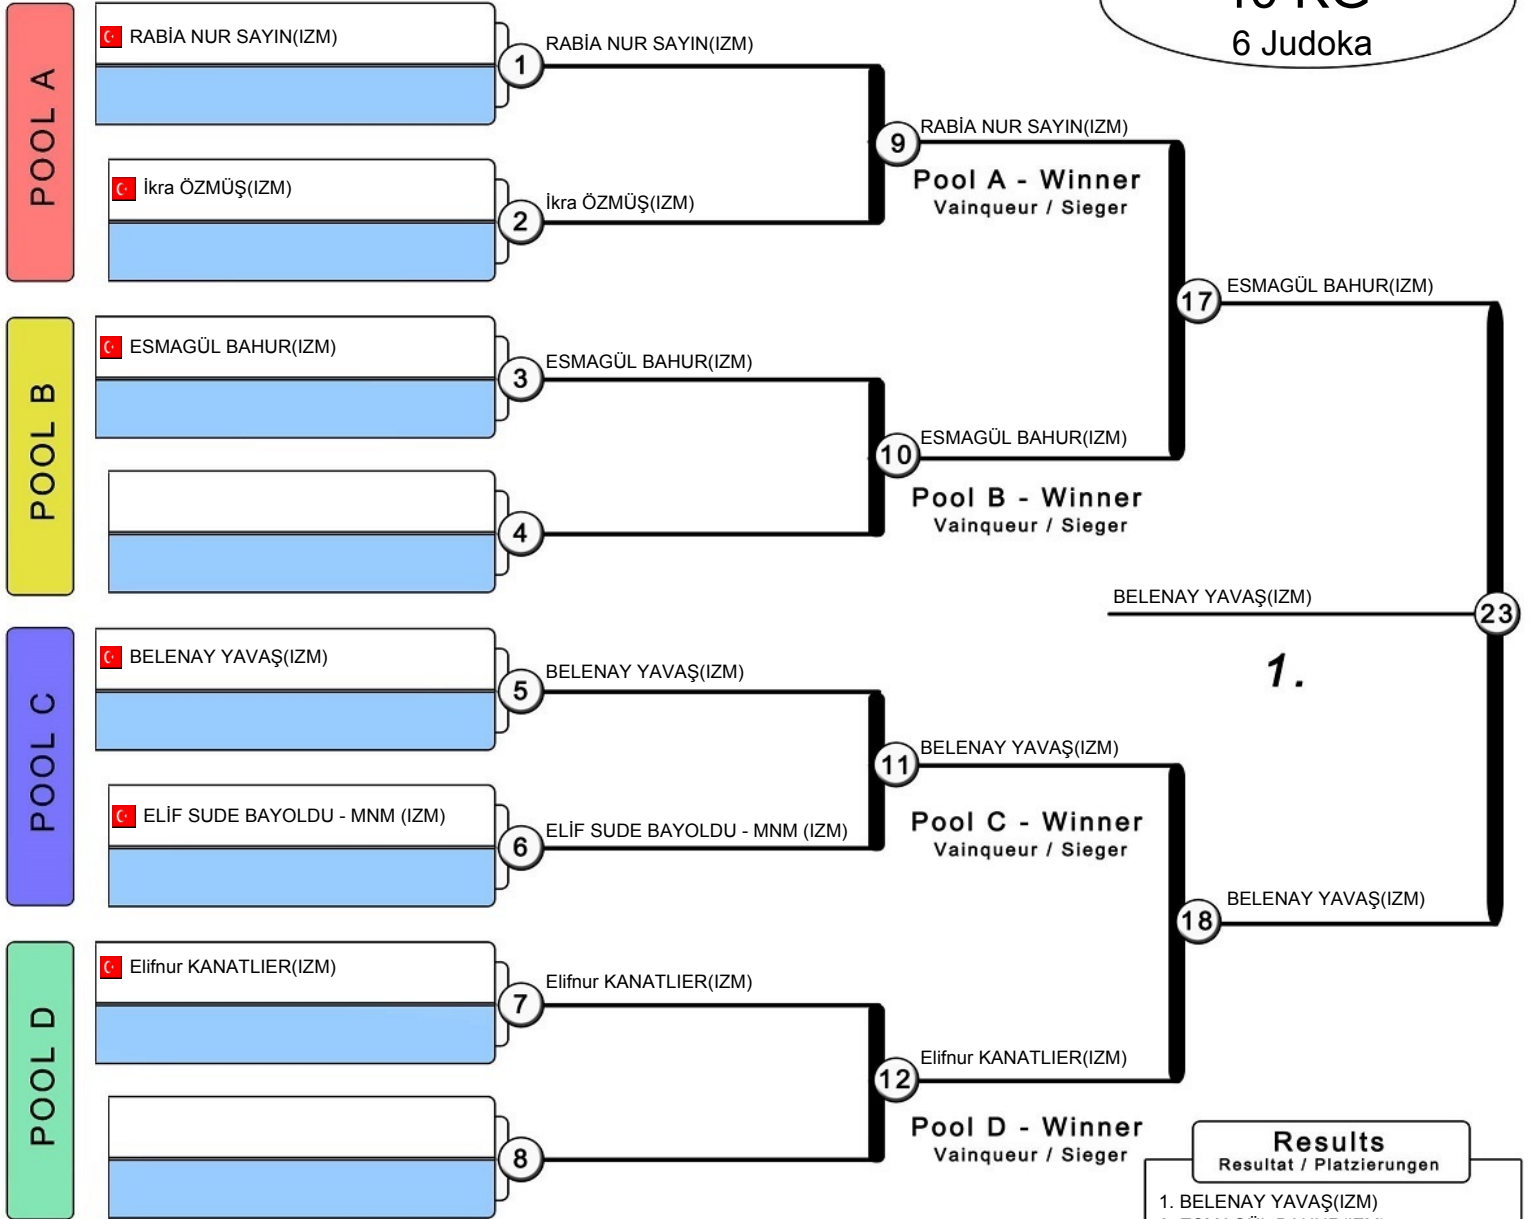 KG
6 Judoka
POOL A
RABİA NUR SAYIN(IZM)
1
RABİA NUR SAYIN(IZM)
İkra ÖZMÜŞ(IZM)
2
İkra ÖZMÜŞ(IZM)
9
RABİA NUR SAYIN(IZM)
Pool A - Winner
Vainqueur / Sieger
POOL B
ESMAGÜL BAHUR(IZM)
3
ESMAGÜL BAHUR(IZM)
4
10
ESMAGÜL BAHUR(IZM)
Pool B - Winner
Vainqueur / Sieger
17
ESMAGÜL BAHUR(IZM)
BELENAY YAVAŞ(IZM)
23
1.
POOL C
BELENAY YAVAŞ(IZM)
5
BELENAY YAVAŞ(IZM)
ELİF SUDE BAYOLDU - MNM (IZM)
6
ELİF SUDE BAYOLDU - MNM (IZM)
11
BELENAY YAVAŞ(IZM)
Pool C - Winner
Vainqueur / Sieger
18
BELENAY YAVAŞ(IZM)
POOL D
Elifnur KANATLIER(IZM)
7
Elifnur KANATLIER(IZM)
8
12
Elifnur KANATLIER(IZM)
Pool D - Winner
Vainqueur / Sieger
Results
Resultat / Platzierungen
1. BELENAY YAVAŞ(IZM)